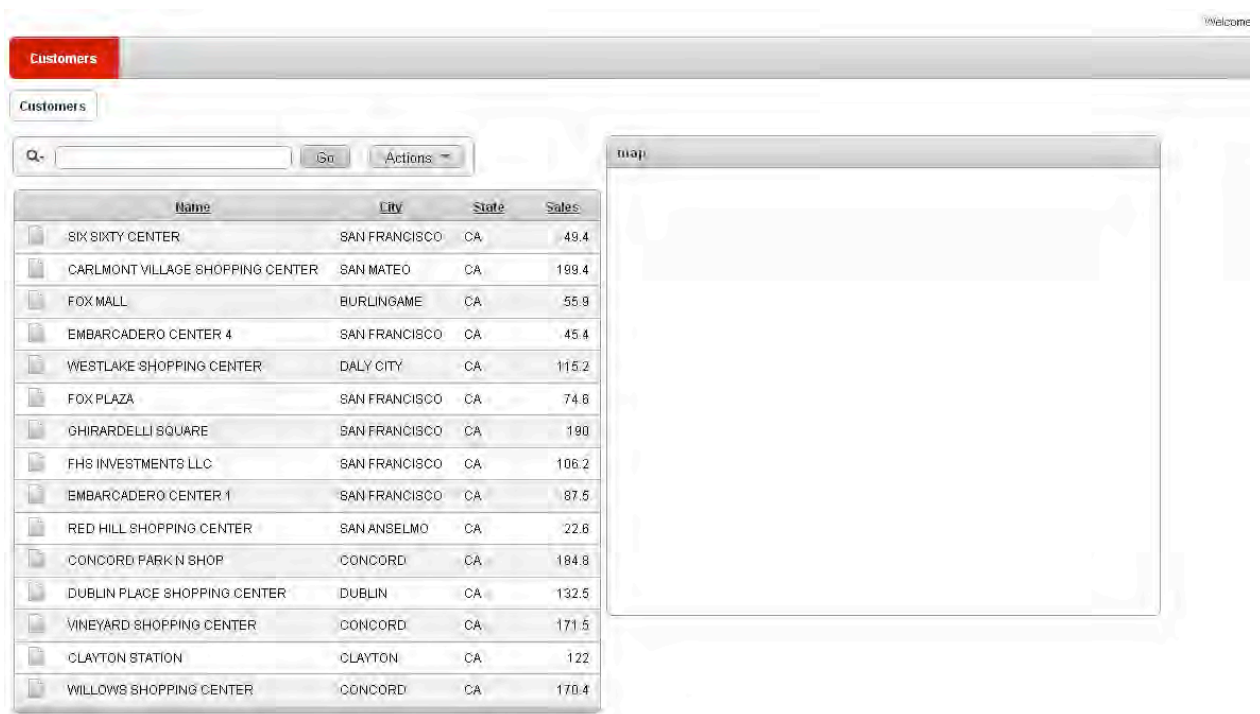 Welcome
Customers
Customers
Go Actions
map
Name City State Sales
SIX SIXTY CENTER SAN FRANCISCO CA 49.4
CARLMONT VILLAGE SHOPPING CENTER SAN MATEO CA 199.4
FOX MALL BURLINGAME CA 55.9
EMBARCADERO CENTER 4 SAN FRANCISCO CA 45.4
WESTLAKE SHOPPING CENTER DALY CITY CA 115.2
FOX PLAZA SAN FRANCISCO CA
GHIRARDELLI SQUARE SAN FRANCISCO CA 190
FHS INVESTMENTS LLC SAN FRANCISCO CA 106.2
EMBARCADERO CENTER 1 SAN FRANCISCO CA 87.5
RED HILL SHOPPING CENTER SAN ANSELMO CA 22.6
CONCORD PARK N SHOP CONCORD CA
DUBLIN PLACE SHOPPING CENTER DUBLIN CA 132.5
VINEYARD SHOPPING CENTER CONCORD CA 171.5
CLAYTON STATION CLAYTON CA 122
WILLOWS SHOPPING CENTER CONCORD CA 170.4